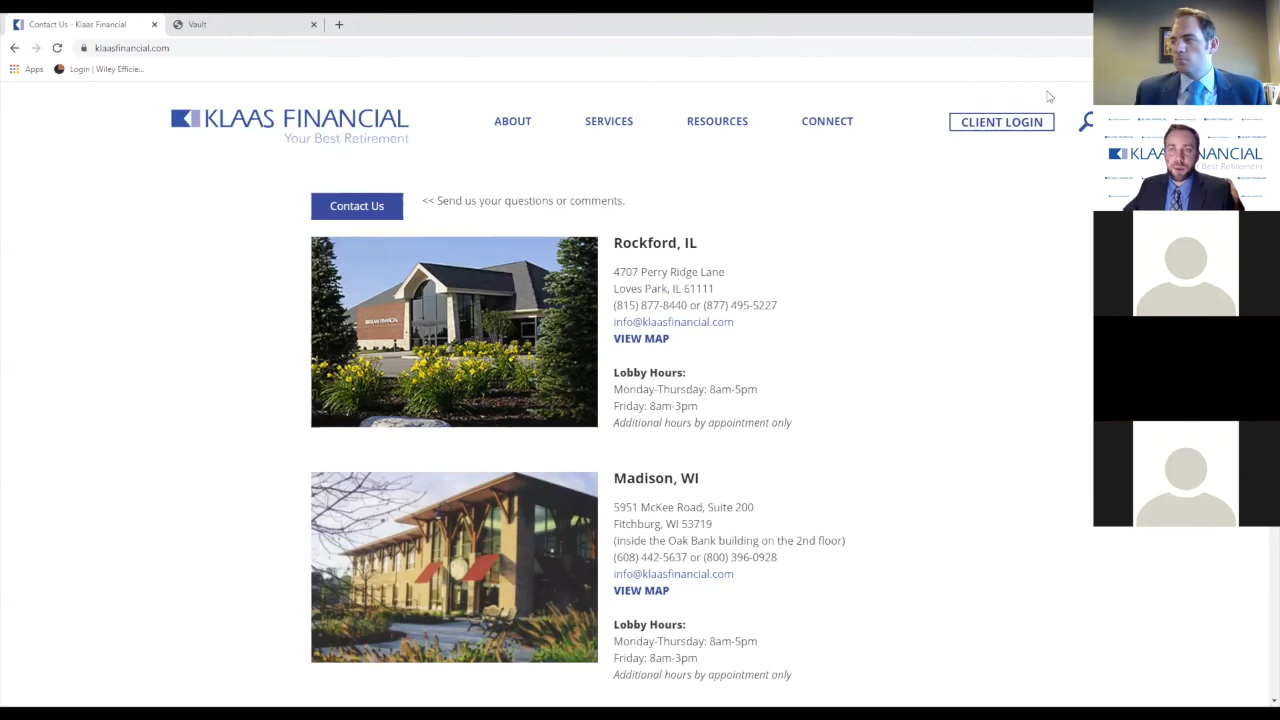 Contact Us - Klaas Financial
Vault
klaasfinancial.com
Apps
Login | Wiley Efficie...
KLAAS FINANCIAL
Your Best Retirement
ABOUT
SERVICES
RESOURCES
CONNECT
CLIENT LOGIN
Contact Us
<< Send us your questions or comments.
Rockford, IL
4707 Perry Ridge Lane
Loves Park, IL 61111
(815) 877-8440 or (877) 495-5227
info@klaasfinancial.com
VIEW MAP
Lobby Hours:
Monday-Thursday: 8am-5pm
Friday: 8am-3pm
Additional hours by appointment only
Madison, WI
5951 McKee Road, Suite 200
Fitchburg, WI 53719
(inside the Oak Bank building on the 2nd floor)
(608) 442-5637 or (800) 396-0928
info@klaasfinancial.com
VIEW MAP
Lobby Hours:
Monday-Thursday: 8am-5pm
Friday: 8am-3pm
Additional hours by appointment only